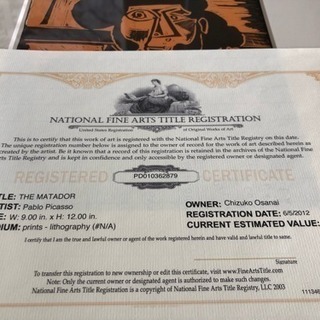 NATIONAL FINE ARTS TITLE REGISTRATION
United States Registration of Original Works of Art
This is to certify that this work of art is registered with the National Fine Arts Title Registry on this date.
The unique registration number below is assigned to the owner of record for the work of art described herein as
created by the artist. Be it known that a record of this registration is retained in the archives of the National Fine
Arts Title Registry and is kept in confidence and only accessible by the registered owner or designated agent.
REGISTERED CERTIFICATE
PD010362879
TLE: THE MATADOR
TIST: Pablo Picasso
ZE: W: 9.00 in. x H: 12.00 in.
DIUM: prints - lithography (#N/A)
OWNER: Chizuko Osanai
REGISTRATION DATE: 6/5/2012
CURRENT ESTIMATED VALUE:
I certify that I am the true and lawful owner or agent of the work registered herein and have valid and lawful title to same.
Signature
To transfer this registration to new ownership or edit this certificate, visit www.FineArtsTitle.com.
Note: Only the current owner or designated agent is authorized to make such changes.
National Fine Arts Title Registration is a copyright of National Fine Arts Title Registry, LLC 2003
111346